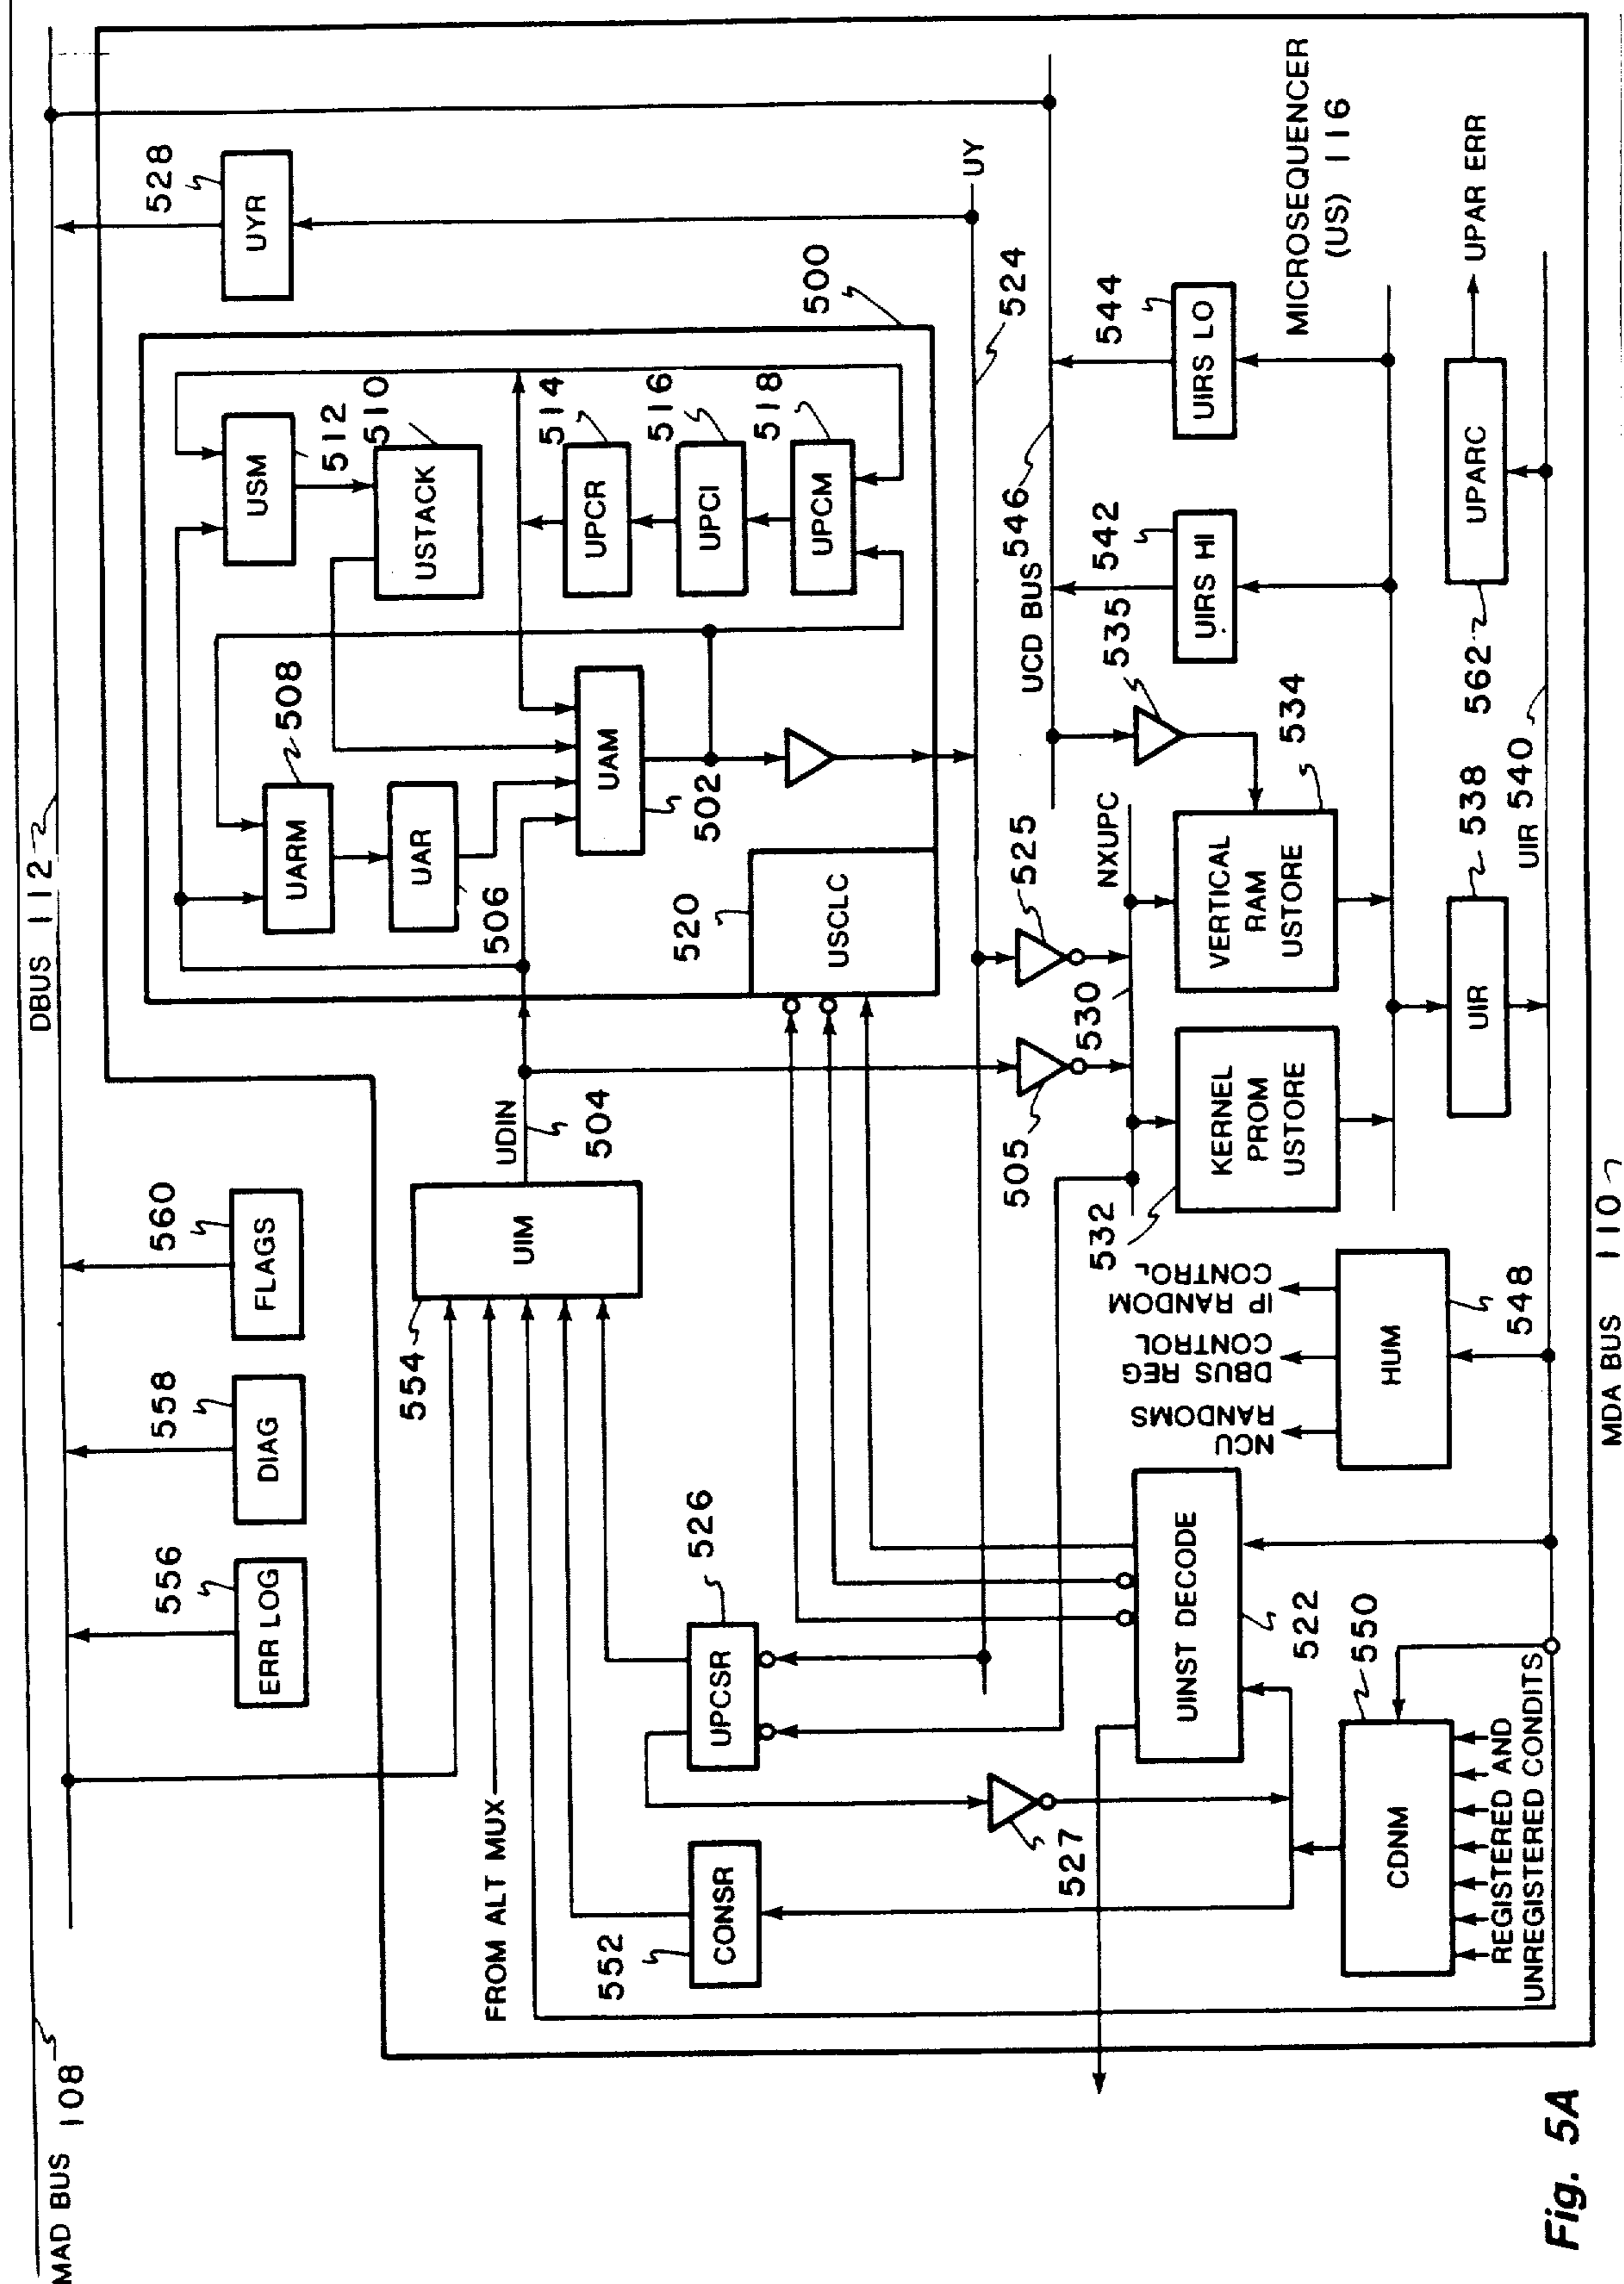 MAD BUS 108
DBUS 112
ERR LOG
556
DIAG
558
FLAGS
560
UYR
528
FROM ALT MUX
554
UIM
UDIN
504
UARM
508
UAR
506
USM
512
USTACK
510
UAM
502
UPCR
514
UPCI
516
UPCM
518
500
520
USCLC
552
CONSR
UPCSR
526
527
UY
524
505
525
530
NXUPC
UCD BUS 546
535
UINST DECODE
522
532
KERNEL
PROM
USTORE
VERTICAL
RAM
USTORE
534
UIRS HI
542
UIRS LO
544
MICROSEQUENCER
(US) 116
NCU
RANDOMS
DBUS REG
CONTROL
IP RANDOM
CONTROL
HUM
548
CDNM
550
REGISTERED AND
UNREGISTERED CONDITS
UIR
538
UIR 540
562
UPARC
UPAR ERR
MDA BUS 110
Fig. 5A